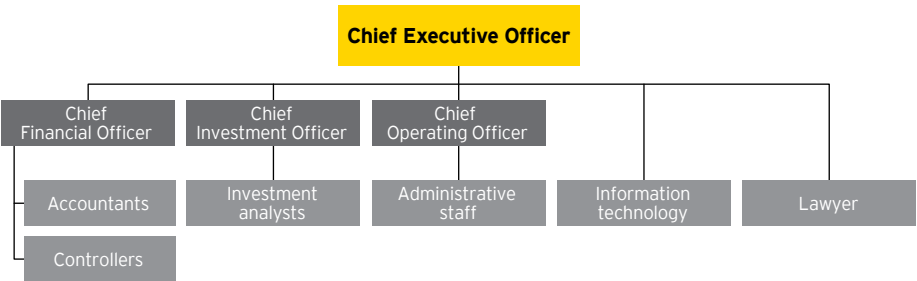 Chief Executive Officer
Chief
Financial Officer
Chief
Investment Officer
Chief
Operating Officer
Accountants
Investment
analysts
Administrative
staff
Information
technology
Lawyer
Controllers